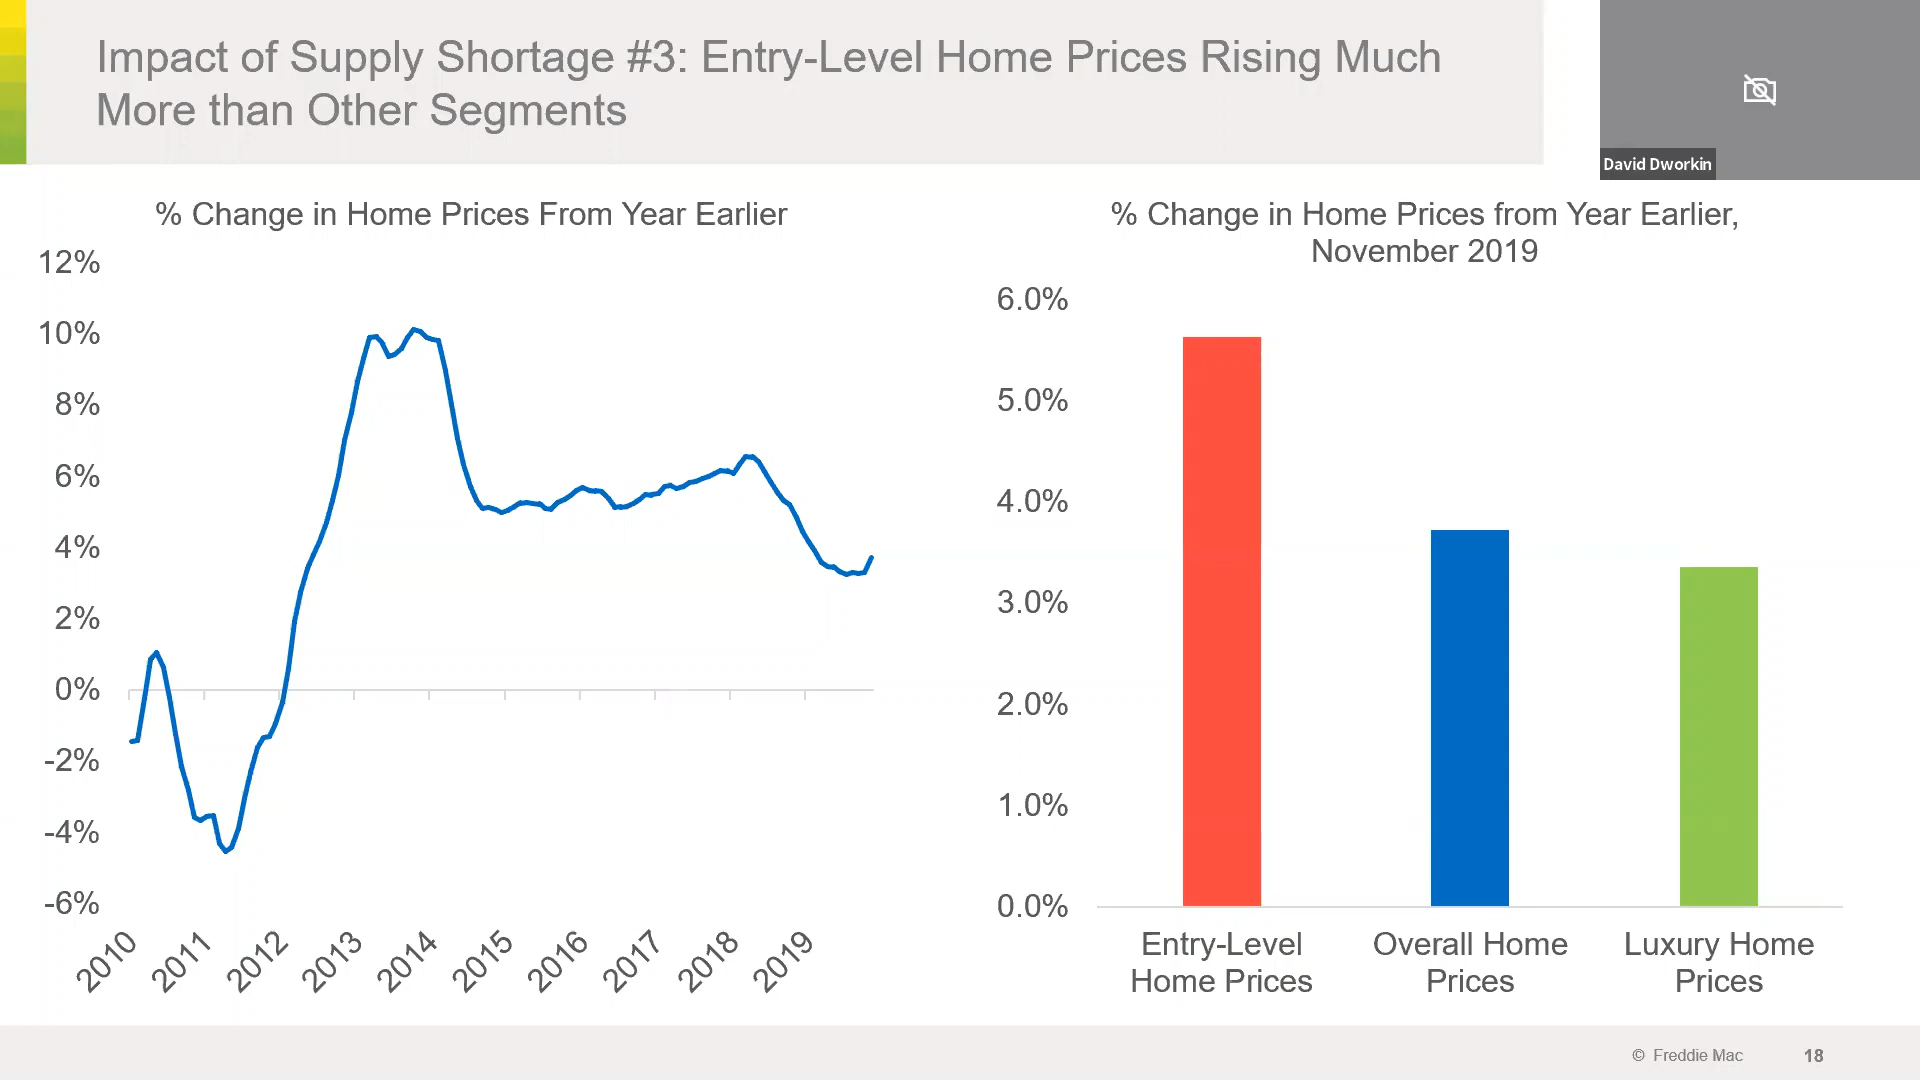 Impact of Supply Shortage #3: Entry-Level Home Prices Rising Much
More than Other Segments
David Dworkin
% Change in Home Prices From Year Earlier
12%
10%
8%
6%
4%
2%
0%
-2%
-4%
-6%
2010
2011
2012
2013
2014
2015
2016
2017
2018
2019
% Change in Home Prices from Year Earlier,
November 2019
6.0%
5.0%
4.0%
3.0%
2.0%
1.0%
0.0%
Entry-Level
Home Prices
Overall Home
Prices
Luxury Home
Prices
© Freddie Mac
18